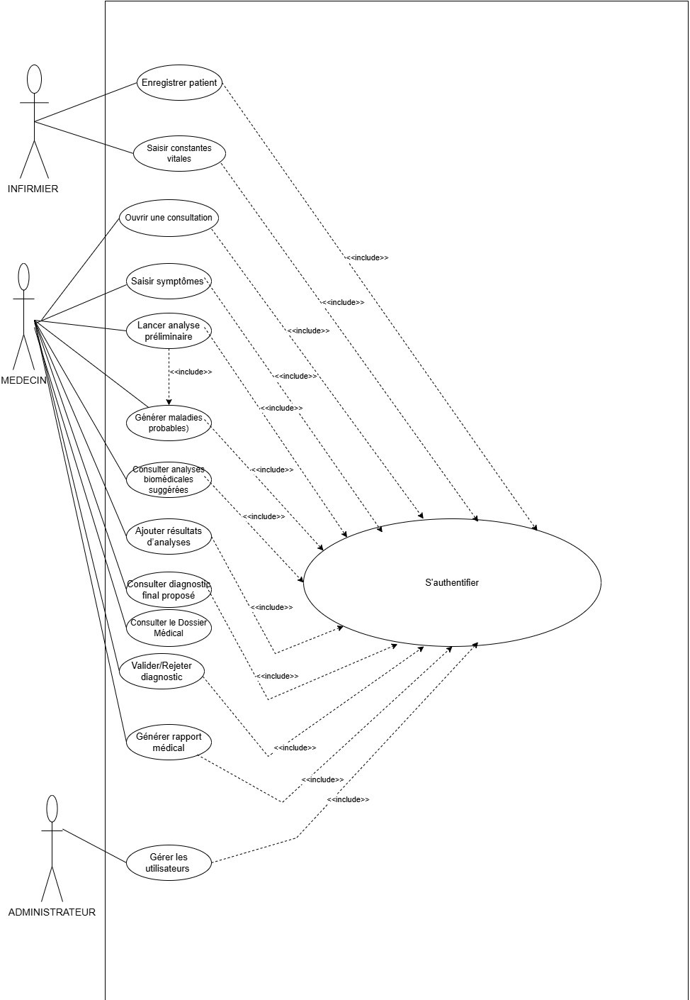 Enregistrer patient
Saisir constantes
vitales
INFIRMIER
Ouvrir une consultation
<<include>>
Saisir symptômes
<<include>>
Lancer analyse
préliminaire
<<include>>
<<include>>
<<include>>
MEDECIN
<<include>>
Générer maladies
probables)
<<include>>
Consulter analyses
biomédicales
suggérées
<<include>>
Ajouter résultats
d'analyses
S'authentifier
Consulter diagnostic
final proposé
<<include>>
Consulter le Dossier
Médical
Valider/Rejeter
diagnostic
<<include>>
Générer rapport
médical
<<include>>
<<include>>
<<include>>
Gérer les
utilisateurs
ADMINISTRATEUR